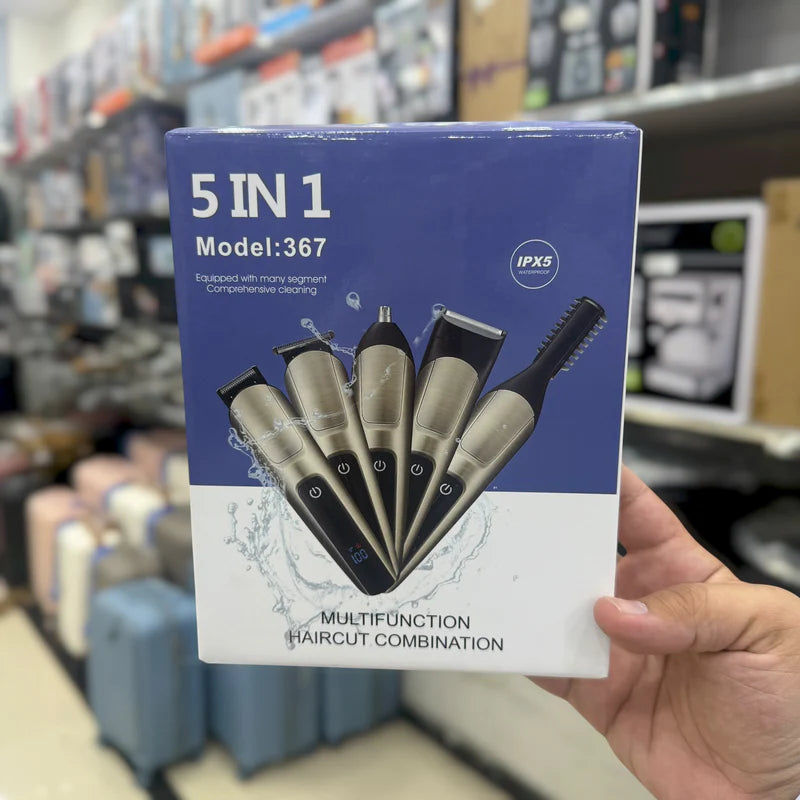 5 IN 1
Model:367
Equipped with many segment
Comprehensive cleaning
IPX5
WATERPROOF
100
MULTIFUNCTION
HAIRCUT COMBINATION